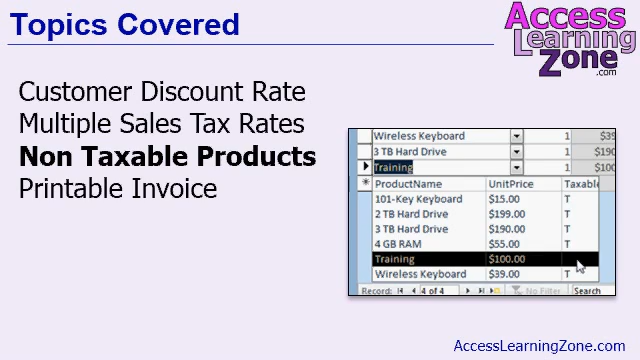 Topics Covered
Access
Learning
Zone
.com
Customer Discount Rate
Multiple Sales Tax Rates
Non Taxable Products
Printable Invoice
Wireless Keyboard 1 $39
3 TB Hard Drive 1 $190
Training 1 $100
ProductName UnitPrice Taxable
101-Key Keyboard $15.00 T
2 TB Hard Drive $199.00 T
3 TB Hard Drive $190.00 T
4 GB RAM $55.00 T
Training $100.00
Wireless Keyboard $39.00 T
Record: 4 of 4 No Filter Search
AccessLearningZone.com